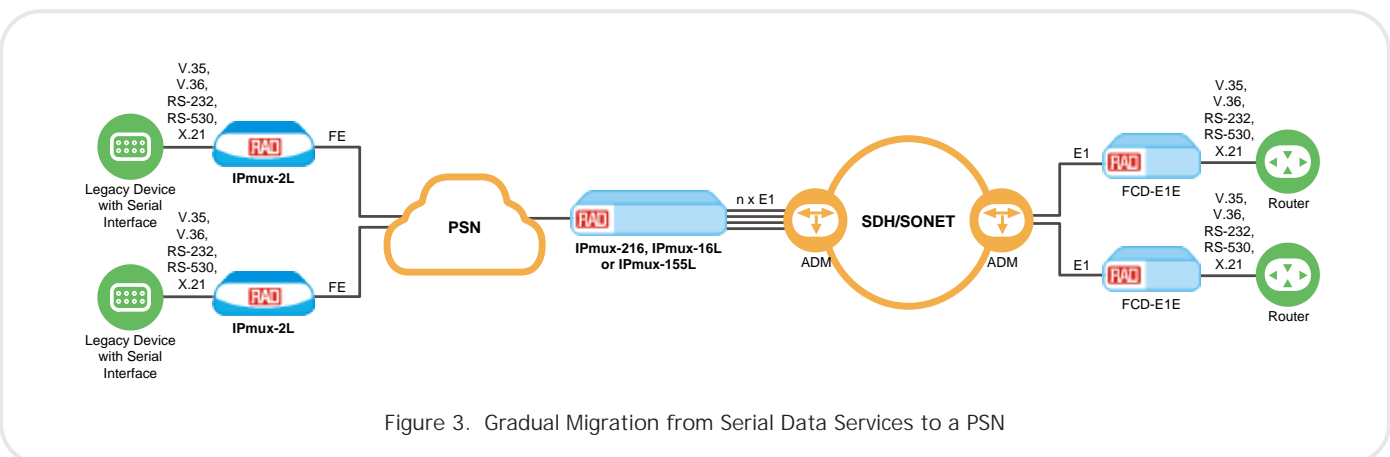 V.35,
V.36,
RS-232,
RS-530,
X.21
RAD
FE
IPmux-2L
Legacy Device
with Serial
Interface
V.35,
V.36,
RS-232,
RS-530,
X.21
RAD
FE
IPmux-2L
Legacy Device
with Serial
Interface
PSN
RAD
IPmux-216, IPmux-16L
or IPmux-155L
n x E1
ADM
SDH/SONET
ADM
E1
RAD
FCD-E1E
V.35,
V.36,
RS-232,
RS-530,
X.21
Router
E1
RAD
FCD-E1E
V.35,
V.36,
RS-232,
RS-530,
X.21
Router
Figure 3. Gradual Migration from Serial Data Services to a PSN